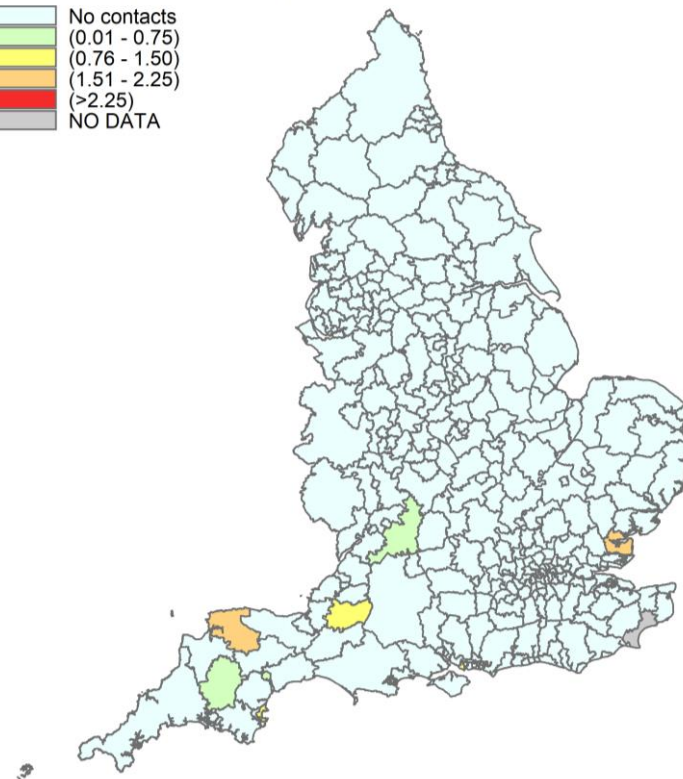 No contacts
(0.01 - 0.75)
(0.76 - 1.50)
(1.51 - 2.25)
(>2.25)
NO DATA